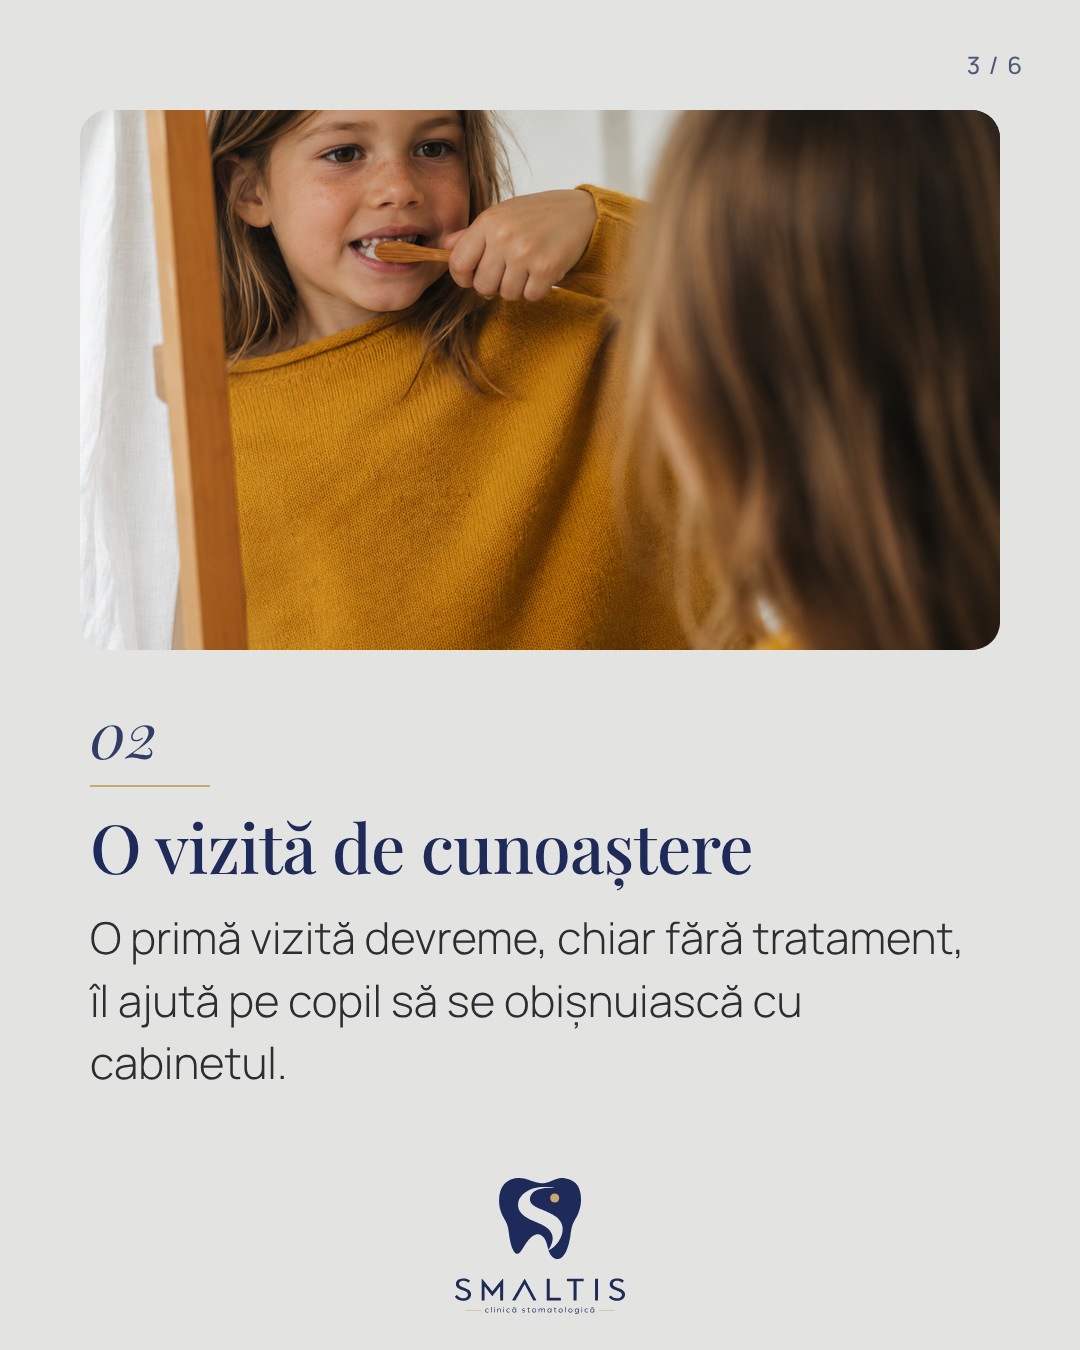 3 / 6
02
O vizită de cunoaștere
O primă vizită devreme, chiar fără tratament,
îl ajută pe copil să se obișnuiască cu
cabinetul.
SMALTIS
clinică stomatologică